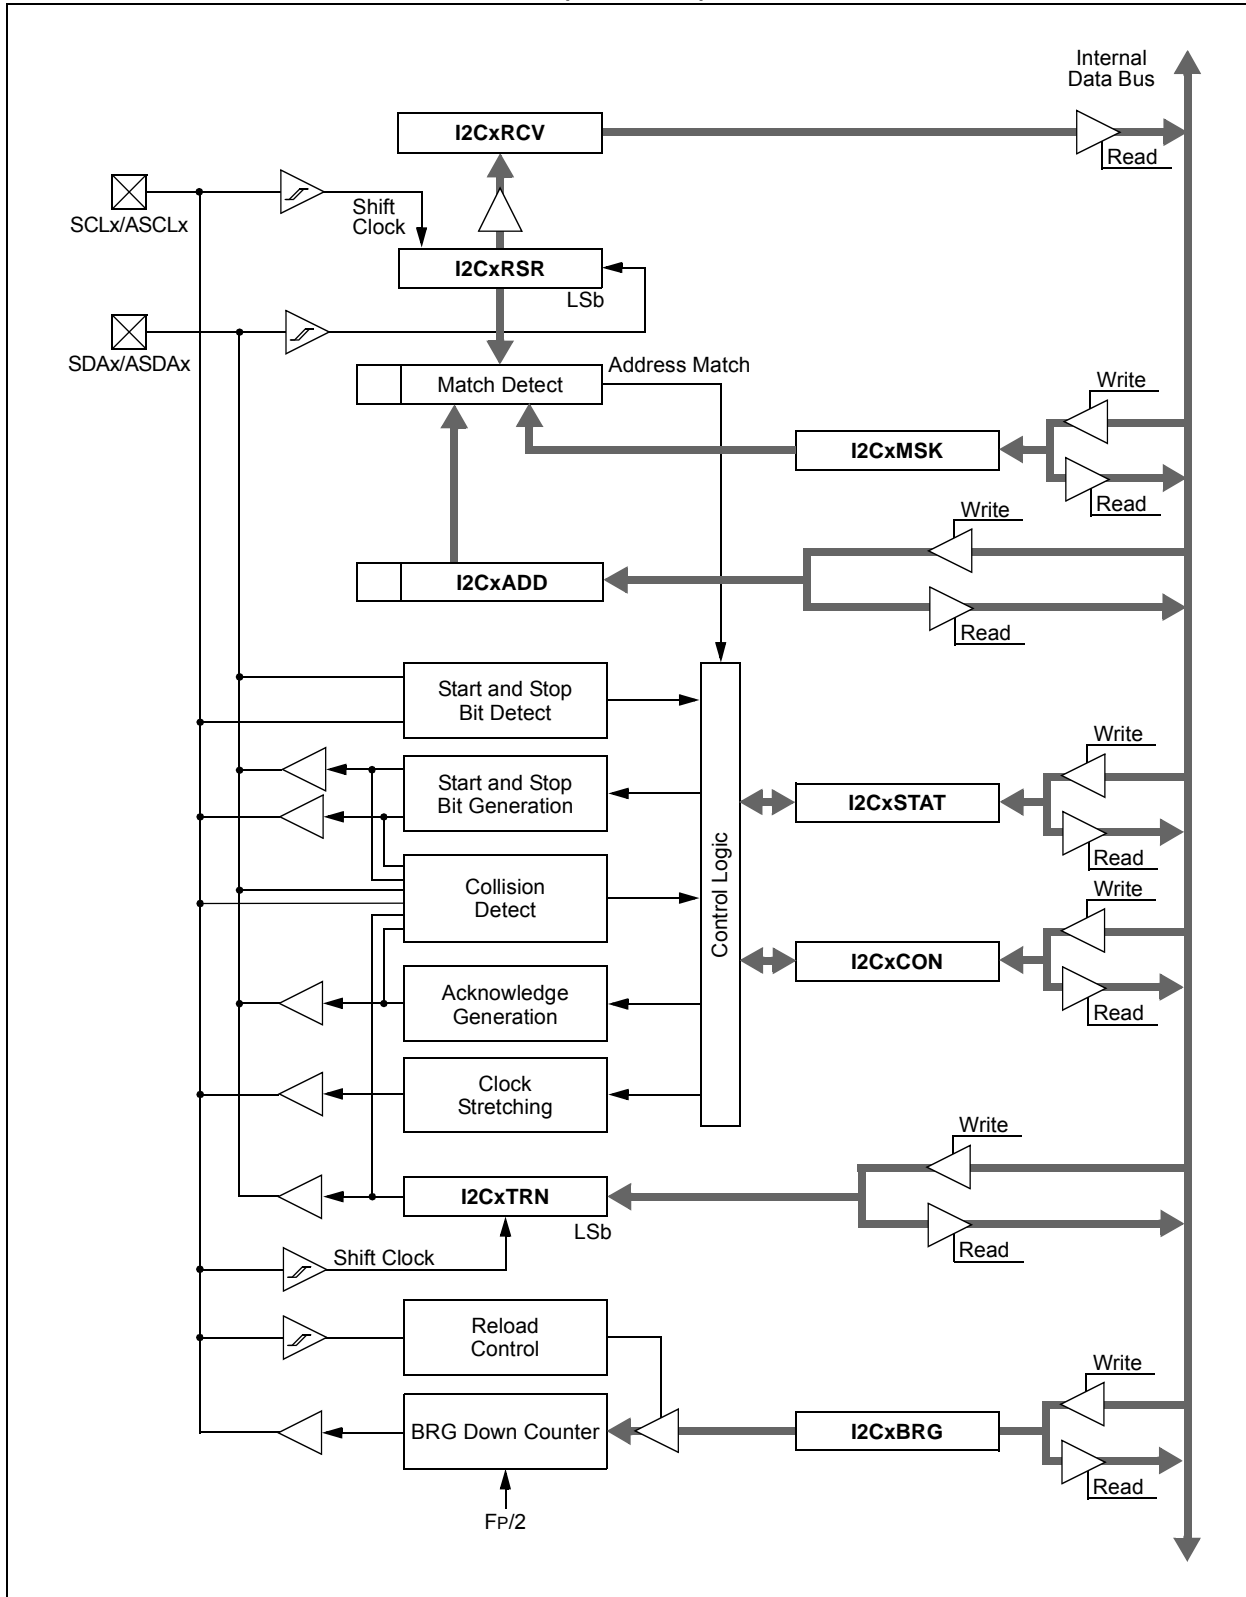 Internal
Data Bus
I2CxRCV
Read
SCLx/ASCLx
Shift
Clock
I2CxRSR
LSb
SDAx/ASDAx
Match Detect
Address Match
Write
I2CxMSK
Read
Write
I2CxADD
Read
Start and Stop
Bit Detect
Write
Start and Stop
Bit Generation
I2CxSTAT
Read
Control Logic
Collision
Detect
Write
I2CxCON
Read
Acknowledge
Generation
Clock
Stretching
Write
I2CxTRN
LSb
Read
Shift Clock
Reload
Control
Write
BRG Down Counter
I2CxBRG
Read
FP/2